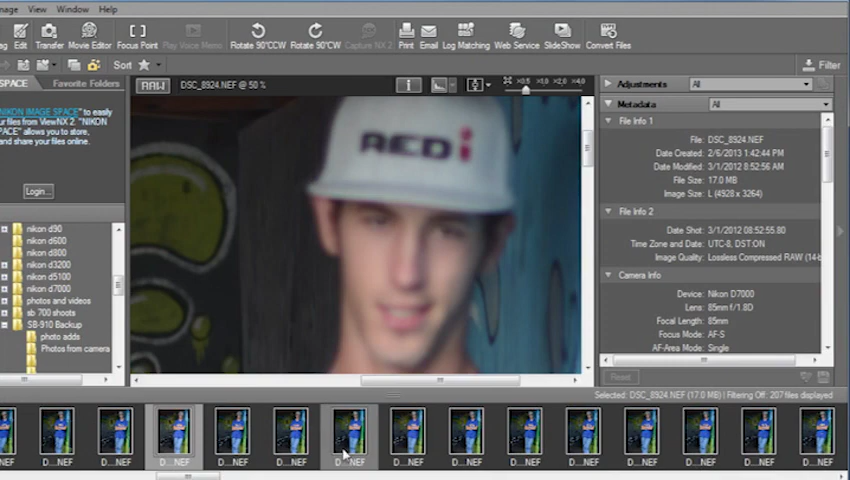 View Window Help
Edit Transfer Movie Editor Focus Point Play Voice Memo Rotate 90°CCW Rotate 90°CW Capture NX 2 Print Email Log Matching Web Service SlideShow Convert Files
Sort Filter
SPACE Favorite Folders
RAW DSC_8924.NEF @ 50 % x0.5 x1.0 x2.0 x4.0
Adjustments All
Metadata All
NIKON IMAGE SPACE" to easily
ur files from ViewNX 2. "NIKON
PACE" allows you to store,
and share your files online.
Login...
File Info 1
File: DSC_8924.NEF
Date Created: 2/6/2013 1:42:44 PM
Date Modified: 3/1/2012 8:52:56 AM
File Size: 17.0 MB
Image Size: L (4928 x 3264)
File Info 2
Date Shot: 3/1/2012 08:52:55.80
Time Zone and Date: UTC-8, DST:ON
Image Quality: Lossless Compressed RAW (14-b
Camera Info
Device: Nikon D7000
Lens: 85mm f/1.8D
Focal Length: 85mm
Focus Mode: AF-S
AF-Area Mode: Single
REDi
nikon d90
nikon d600
nikon d800
nikon d3200
nikon d5100
nikon d7000
photos and videos
sb 700 shoots
SB-910 Backup
photo adds
Photos from camera
Reset
Selected: DSC_8924.NEF (17.0 MB) | Filtering Off: 207 files displayed
D...NEF D...NEF D...NEF D...NEF D...NEF D...NEF D...NEF D...NEF D...NEF D...NEF D...NEF D...NEF D...NEF D...NEF